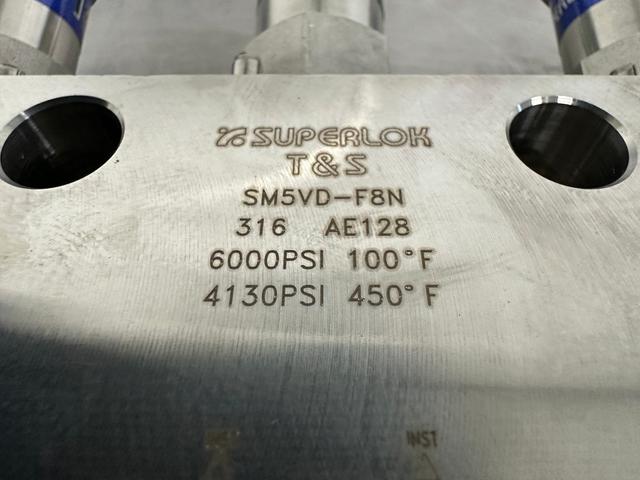 SUPERLOK
T&S
SM5VD-F8N
316 AE128
6000PSI 100°F
4130PSI 450°F
INST